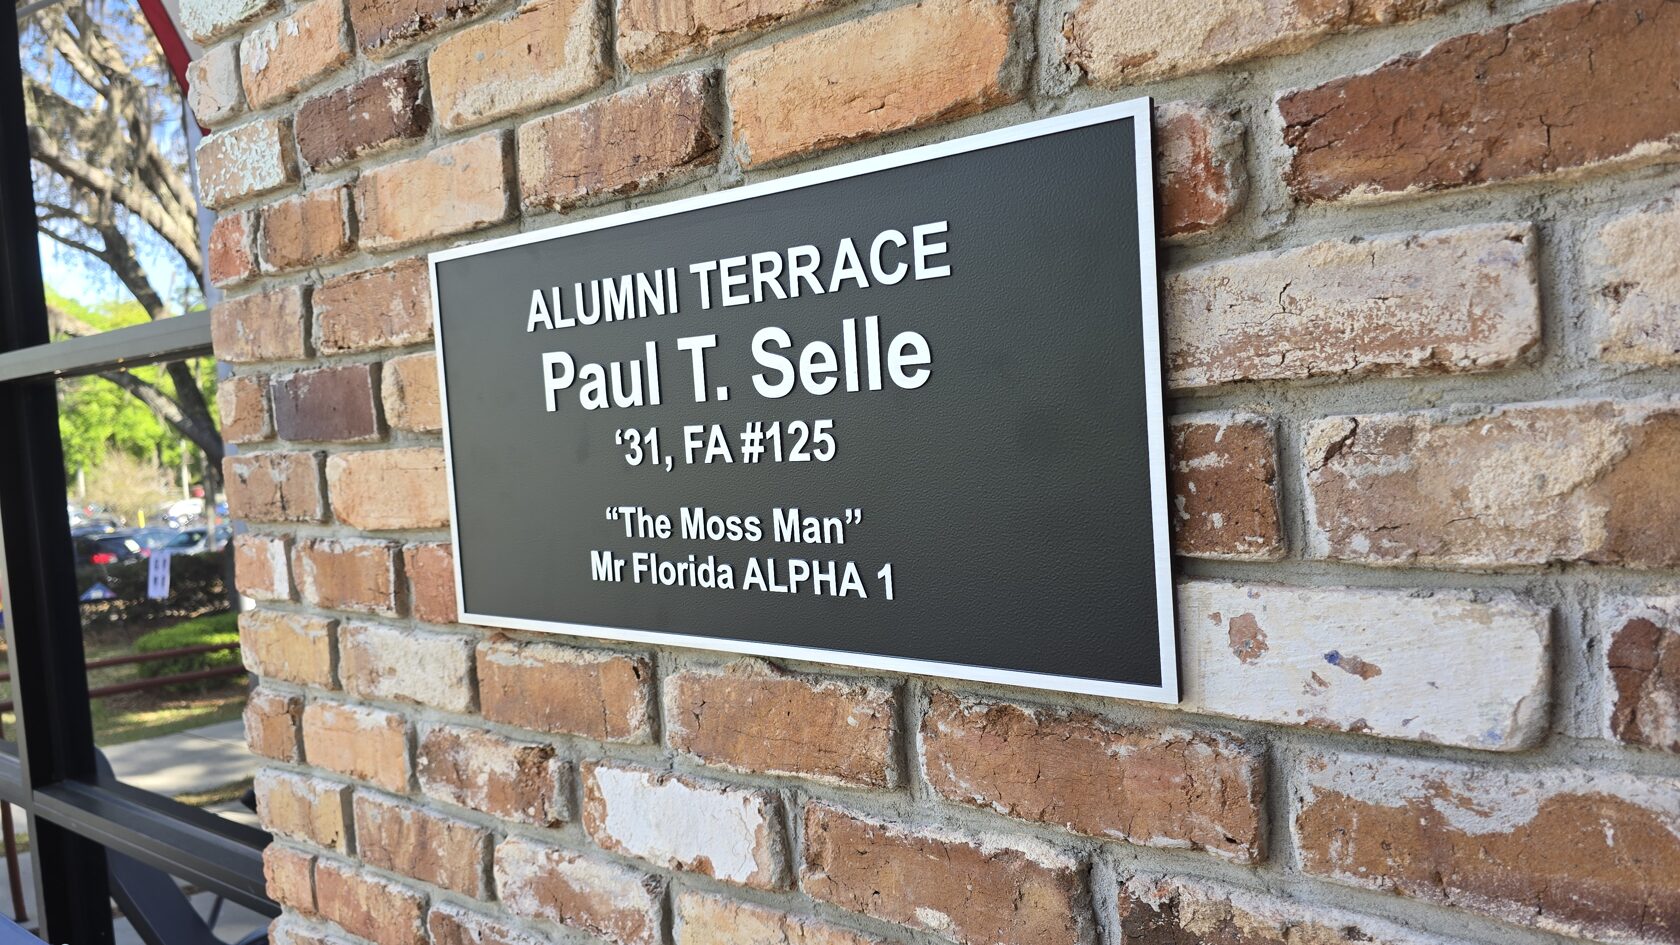 ALUMNI TERRACE
Paul T. Selle
‘31, FA #125
“The Moss Man”
Mr Florida ALPHA 1